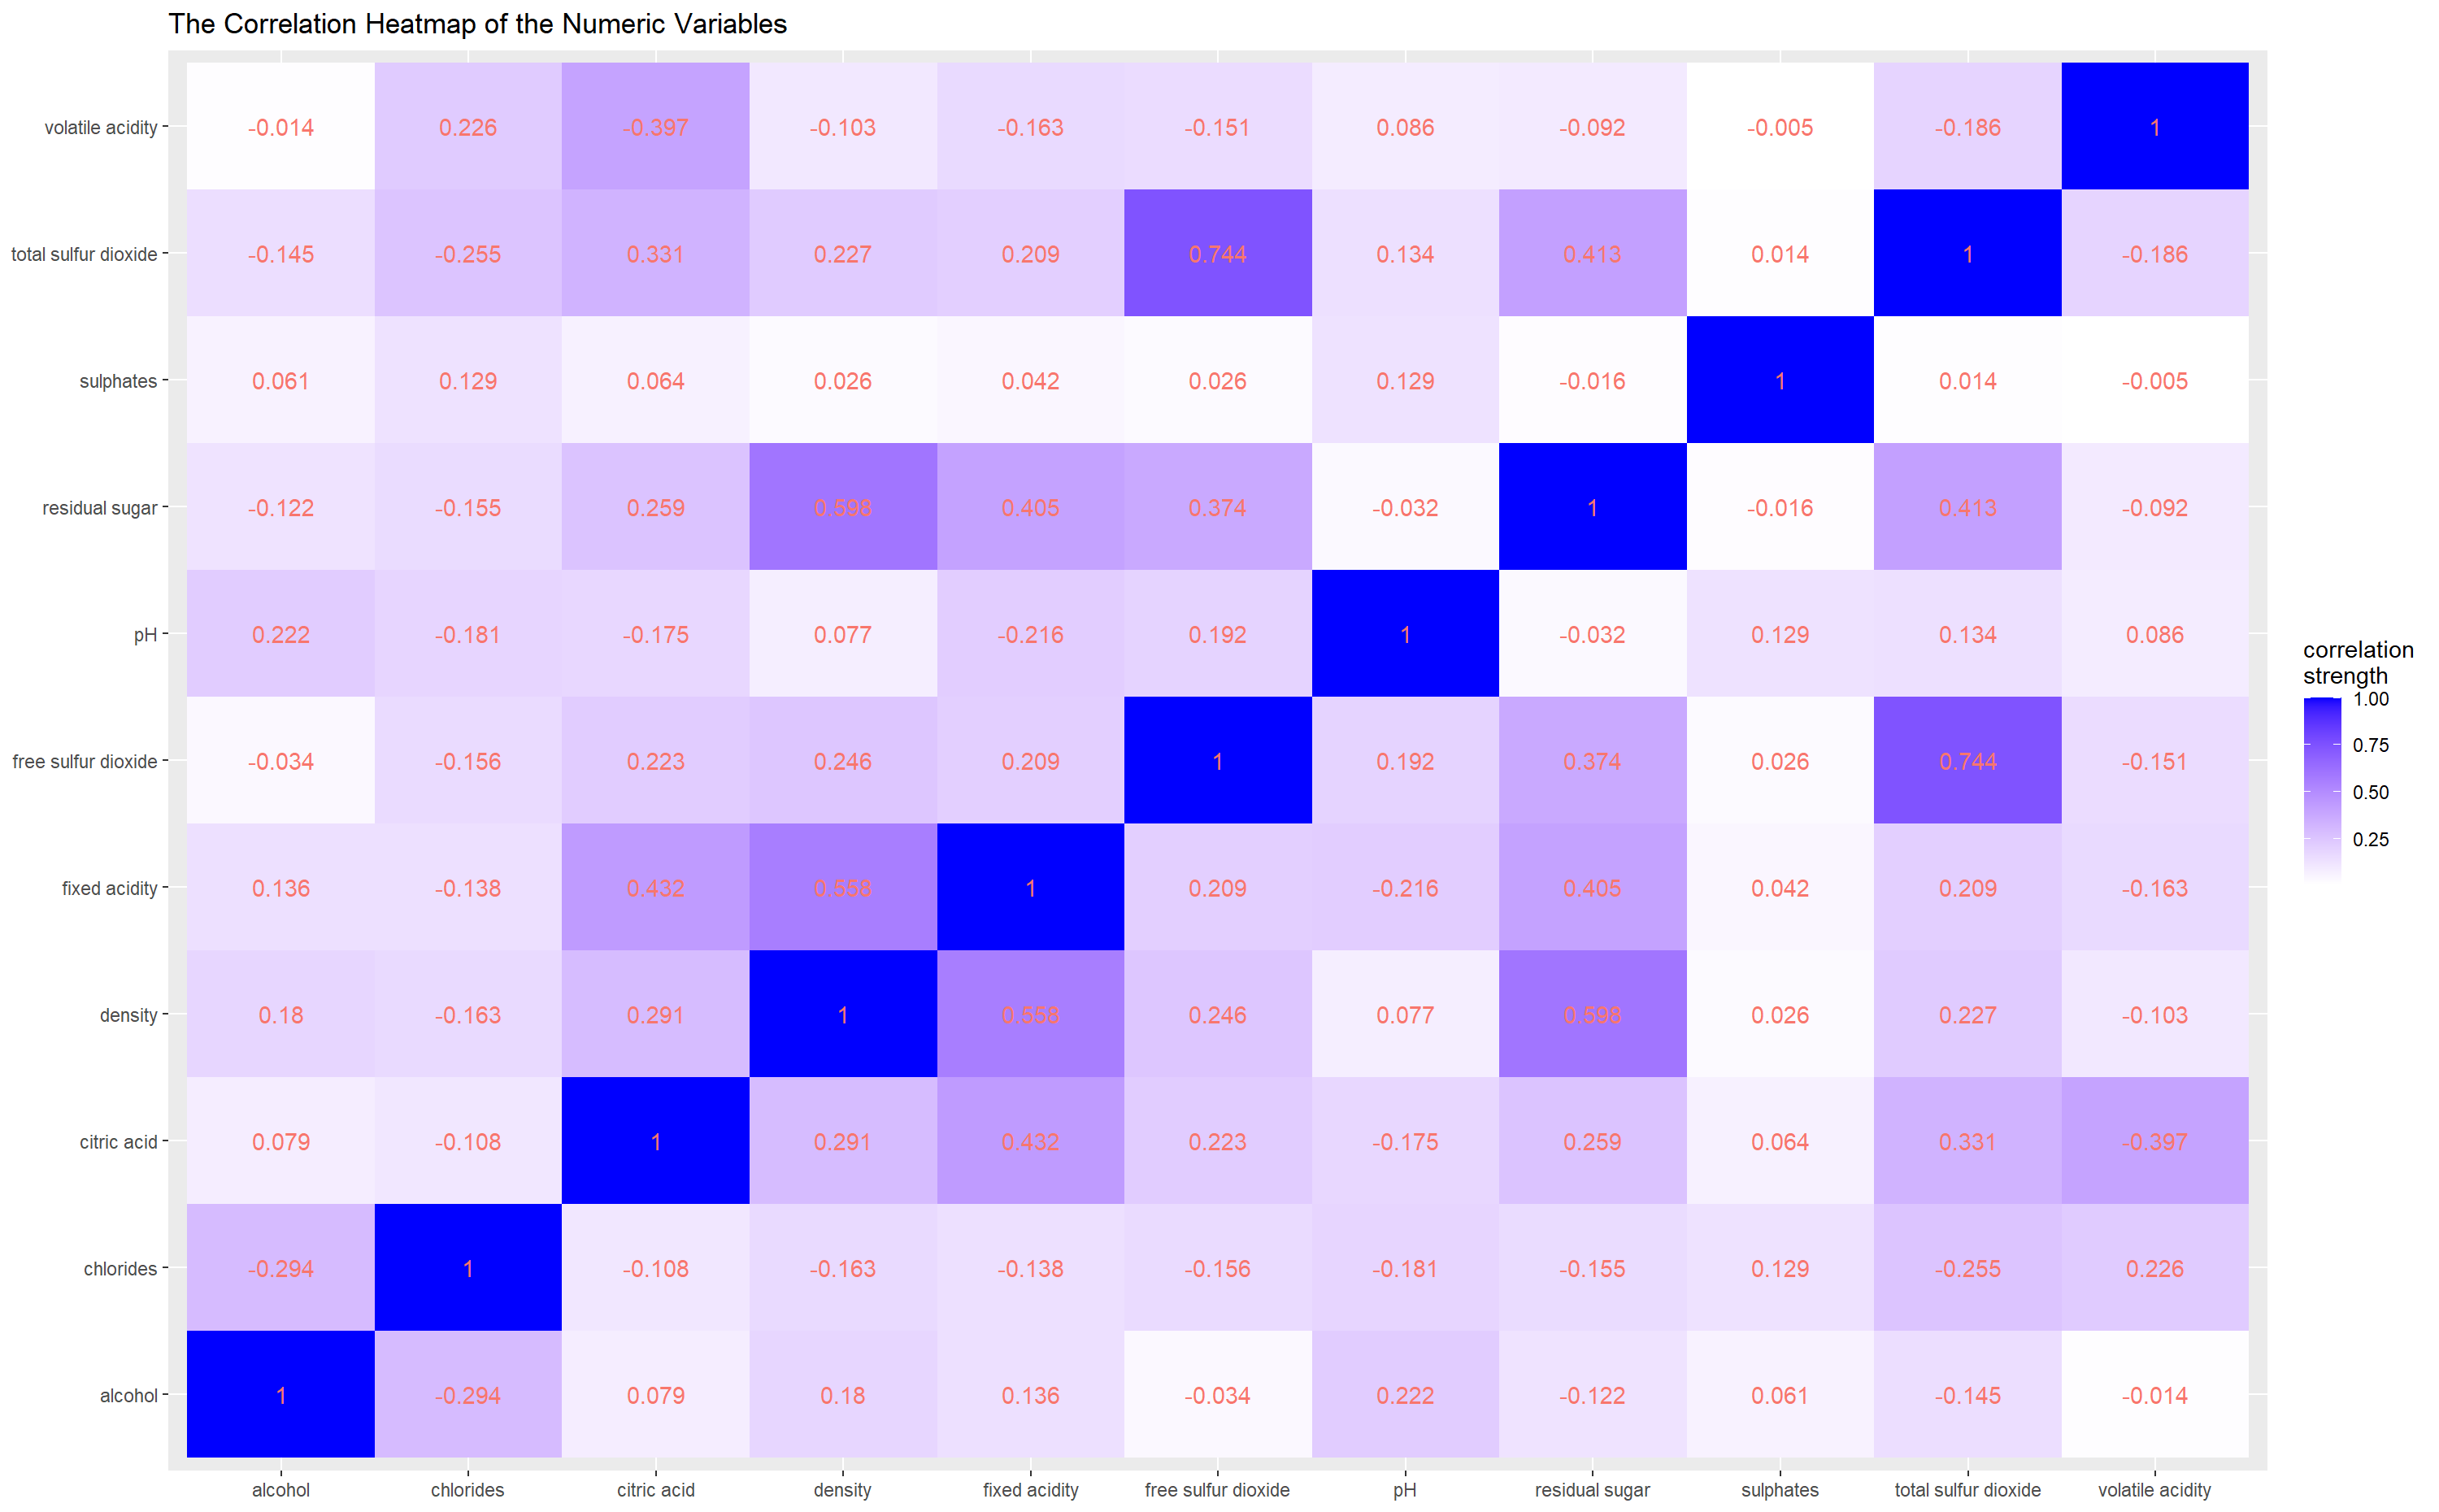 The Correlation Heatmap of the Numeric Variables
volatile acidity -0.014 0.226 -0.397 -0.103 -0.163 -0.151 0.086 -0.092 -0.005 -0.186 1
total sulfur dioxide -0.145 -0.255 0.331 0.227 0.209 0.744 0.134 0.413 0.014 1 -0.186
sulphates 0.061 0.129 0.064 0.026 0.042 0.026 0.129 -0.016 1 0.014 -0.005
residual sugar -0.122 -0.155 0.259 0.598 0.405 0.374 -0.032 1 -0.016 0.413 -0.092
pH 0.222 -0.181 -0.175 0.077 -0.216 0.192 1 -0.032 0.129 0.134 0.086
free sulfur dioxide -0.034 -0.156 0.223 0.246 0.209 1 0.192 0.374 0.026 0.744 -0.151
fixed acidity 0.136 -0.138 0.432 0.558 1 0.209 -0.216 0.405 0.042 0.209 -0.163
density 0.18 -0.163 0.291 1 0.558 0.246 0.077 0.598 0.026 0.227 -0.103
citric acid 0.079 -0.108 1 0.291 0.432 0.223 -0.175 0.259 0.064 0.331 -0.397
chlorides -0.294 1 -0.108 -0.163 -0.138 -0.156 -0.181 -0.155 0.129 -0.255 0.226
alcohol 1 -0.294 0.079 0.18 0.136 -0.034 0.222 -0.122 0.061 -0.145 -0.014
alcohol chlorides citric acid density fixed acidity free sulfur dioxide pH residual sugar sulphates total sulfur dioxide volatile acidity
correlation
strength
1.00
0.75
0.50
0.25